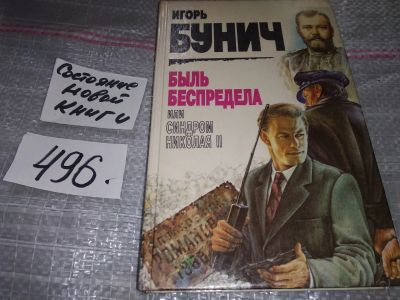 Состояние
новой
книги
496.
ИГОРЬ
БУНИЧ
БЫЛЬ
БЕСПРЕДЕЛА
ИЛИ
СИНДРОМ
НИКОЛАЯ II